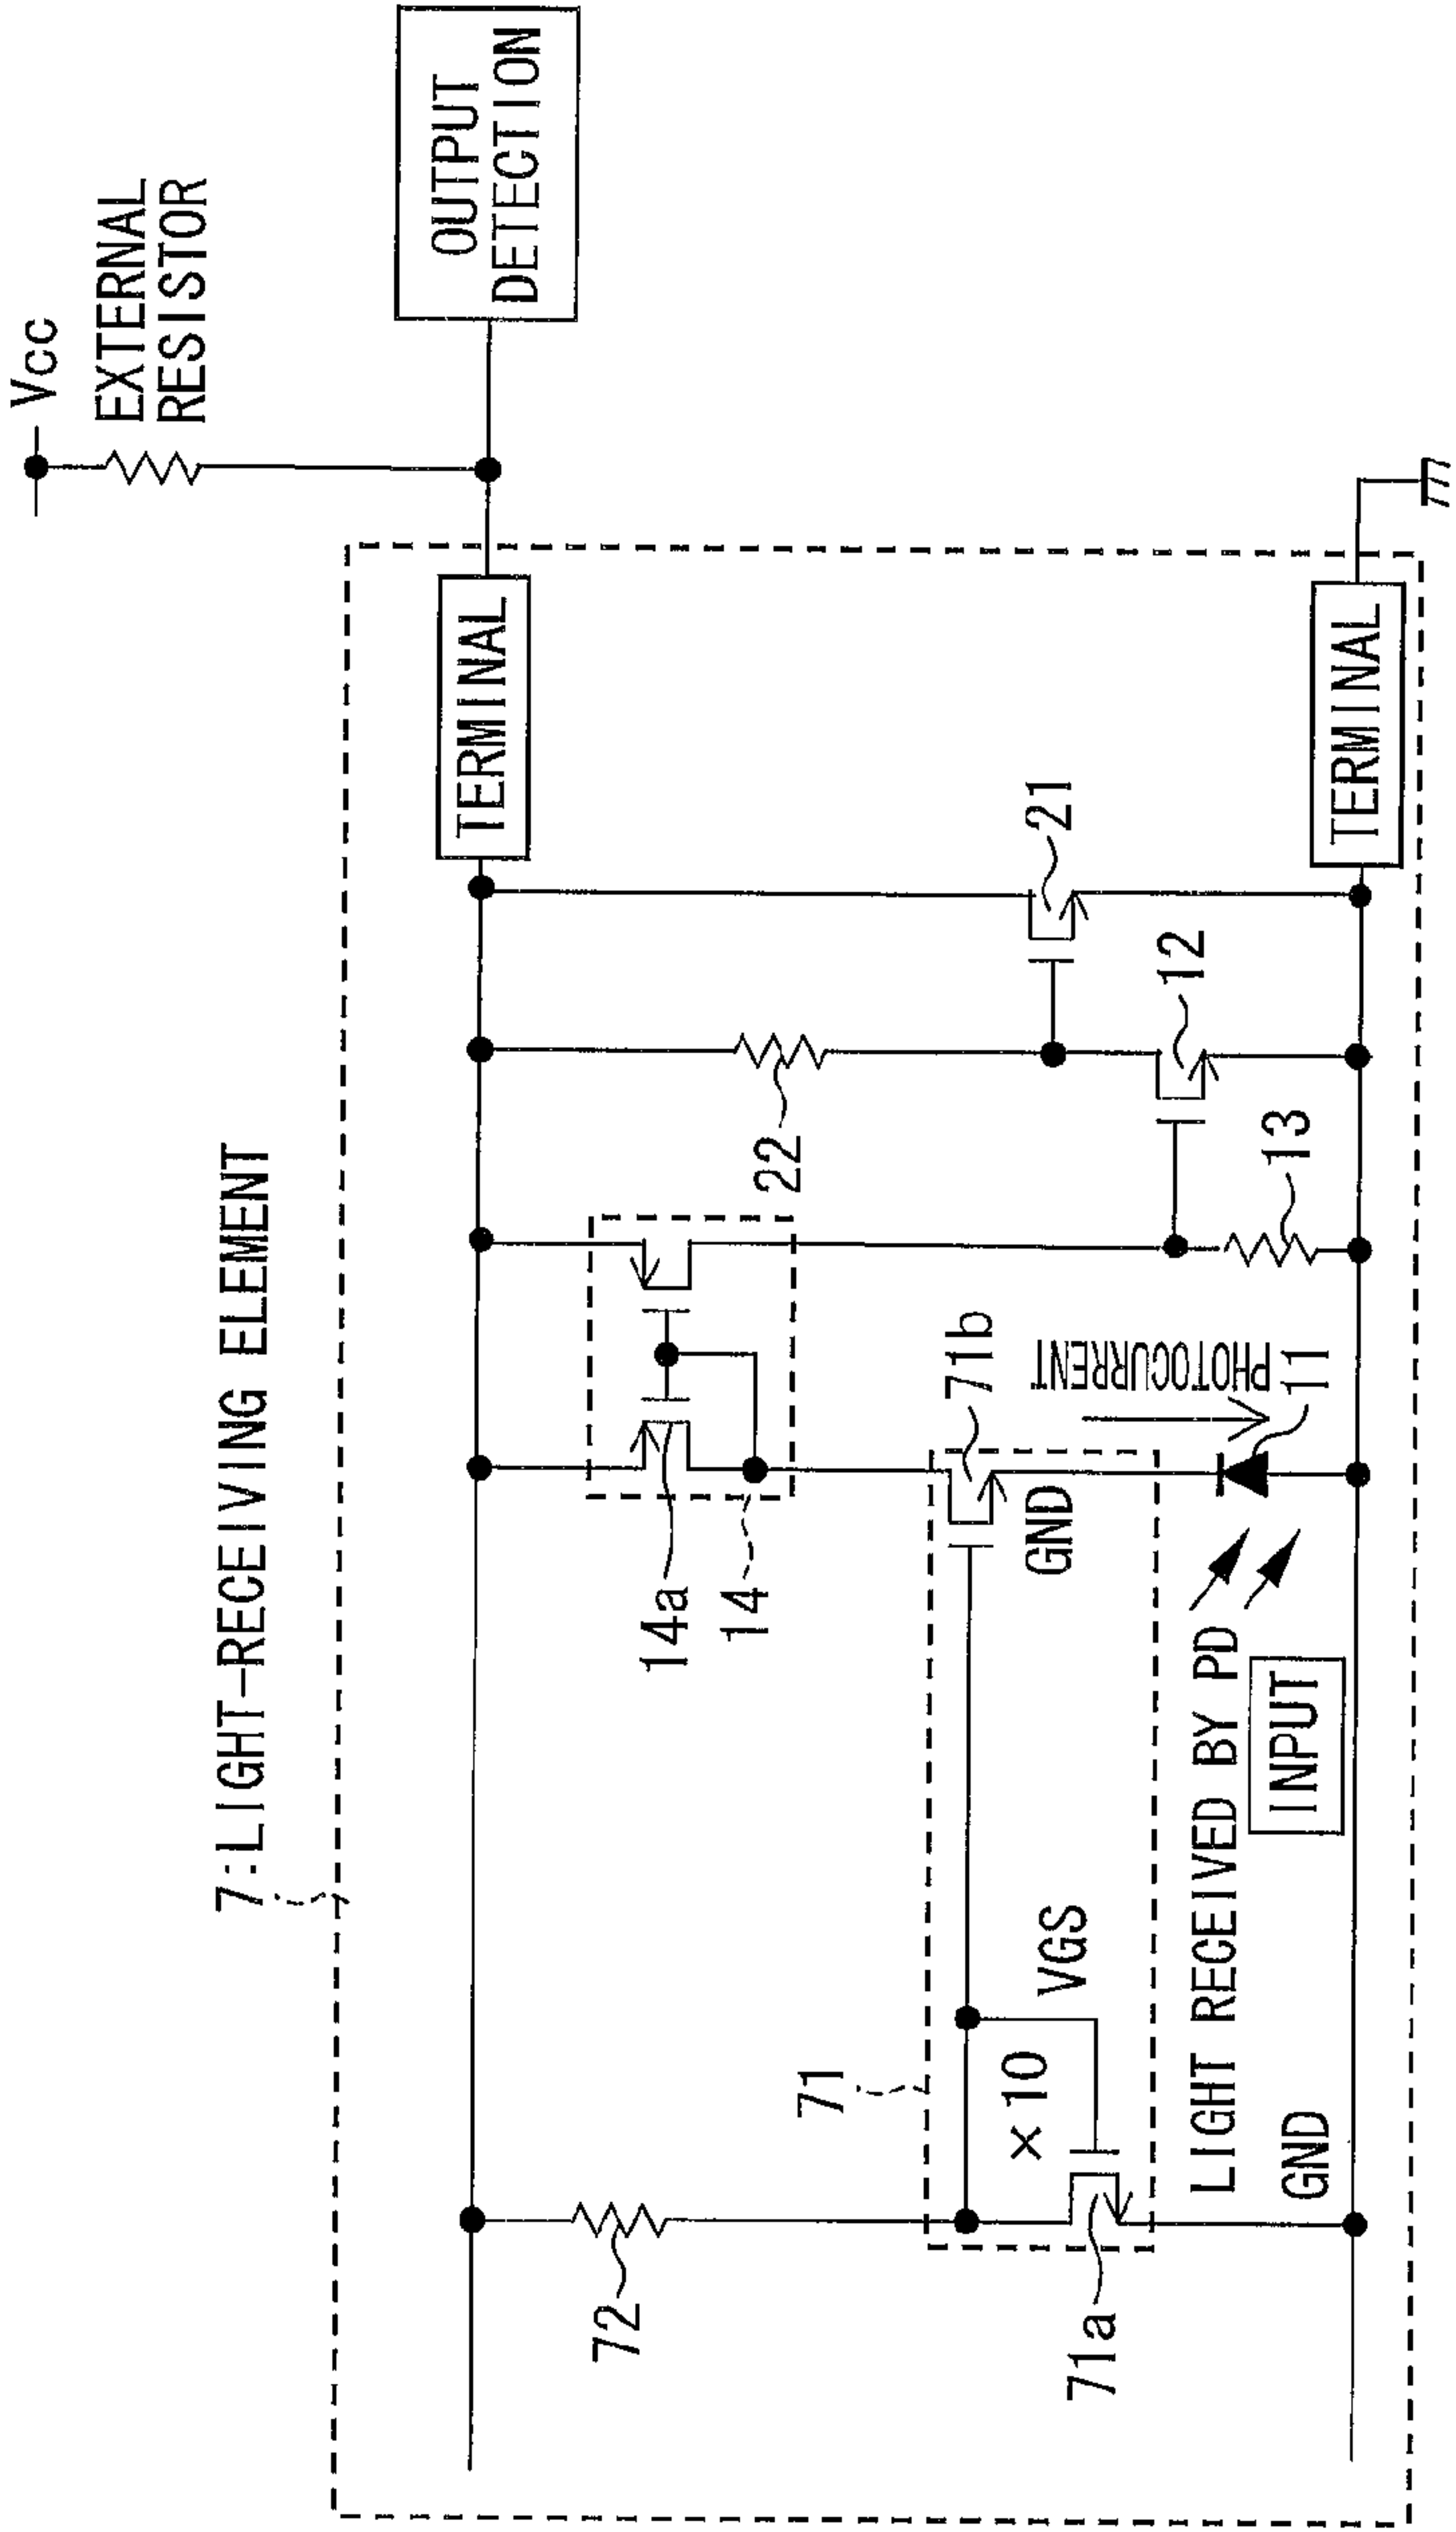 7:LIGHT-RECEIVING ELEMENT
Vcc
EXTERNAL
RESISTOR
OUTPUT
DETECTION
TERMINAL
72
14a
14
22
21
12
71
71b
×10
VGS
GND
71a
PHOTOCURRENT
11
13
LIGHT RECEIVED BY PD
INPUT
GND
TERMINAL